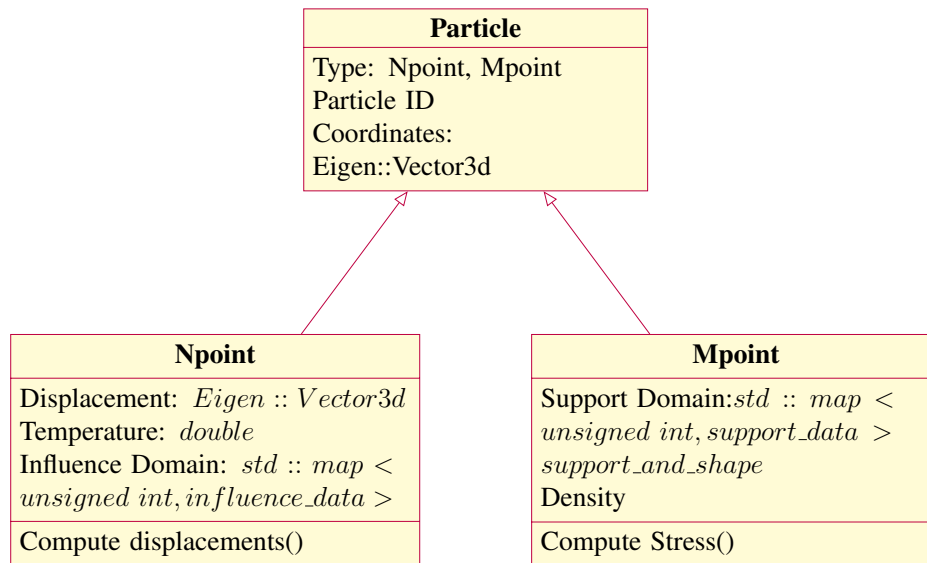 Particle
Type: Npoint, Mpoint
Particle ID
Coordinates:
Eigen::Vector3d
Npoint
Displacement: Eigen :: Vector3d
Temperature: double
Influence Domain: std :: map <
unsigned int, influence_data >
Compute displacements()
Mpoint
Support Domain:std :: map <
unsigned int, support_data >
support_and_shape
Density
Compute Stress()